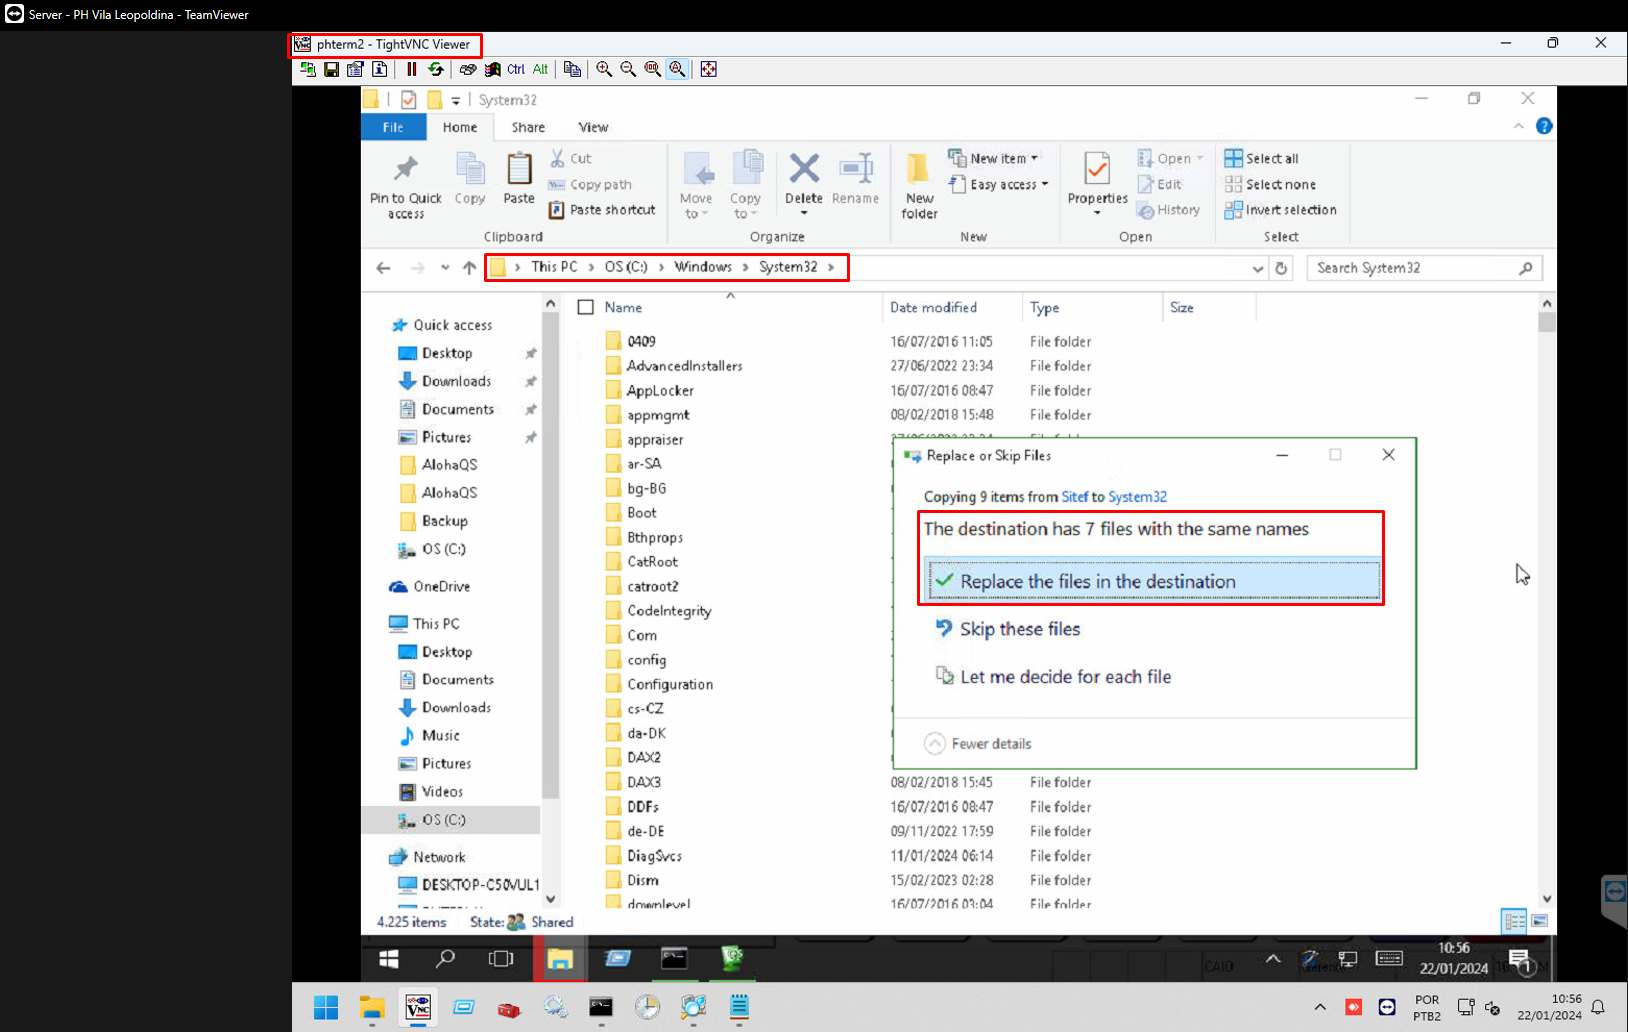 Server - PH Vila Leopoldina - TeamViewer
phterm2 - TightVNC Viewer
Ctrl Alt
System32
File Home Share View
Pin to Quick access
Copy
Paste
Cut
Copy path
Paste shortcut
Move to
Copy to
Delete
Rename
New folder
New item
Easy access
Properties
Open
Edit
History
Select all
Select none
Invert selection
Clipboard Organize New Open Select
This PC > OS (C:) > Windows > System32 >
Search System32
Name Date modified Type Size
Quick access
Desktop
Downloads
Documents
Pictures
AlohaQS
AlohaQS
Backup
OS (C:)
OneDrive
This PC
Desktop
Documents
Downloads
Music
Pictures
Videos
OS (C:)
Network
DESKTOP-C50VUL1
0409 16/07/2016 11:05 File folder
AdvancedInstallers 27/06/2022 23:34 File folder
AppLocker 16/07/2016 08:47 File folder
appmgmt 08/02/2018 15:48 File folder
appraiser
ar-SA
bg-BG
Boot
Bthprops
CatRoot
catroot2
CodeIntegrity
Com
config
Configuration
cs-CZ
da-DK
DAX2
DAX3 08/02/2018 15:45 File folder
DDFs 16/07/2016 08:47 File folder
de-DE 09/11/2022 17:59 File folder
DiagSvcs 11/01/2024 06:14 File folder
Dism 15/02/2023 02:28 File folder
downlevel 16/07/2016 03:04 File folder
Replace or Skip Files
Copying 9 items from Sitef to System32
The destination has 7 files with the same names
Replace the files in the destination
Skip these files
Let me decide for each file
Fewer details
4.225 items State: Shared
CAIO
10:56
22/01/2024
1
POR
PTB2
10:56
22/01/2024